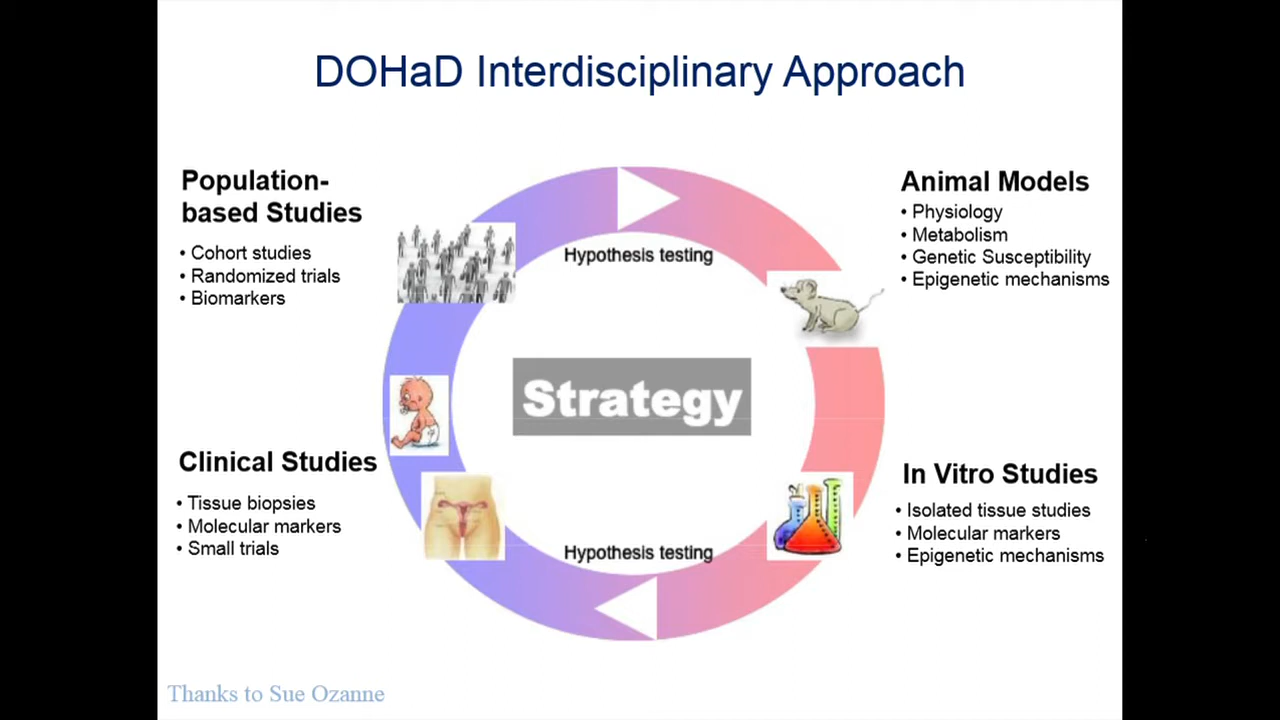 DOHaD Interdisciplinary Approach
Population-
based Studies
• Cohort studies
• Randomized trials
• Biomarkers
Animal Models
• Physiology
• Metabolism
• Genetic Susceptibility
• Epigenetic mechanisms
Hypothesis testing
Strategy
Clinical Studies
• Tissue biopsies
• Molecular markers
• Small trials
In Vitro Studies
• Isolated tissue studies
• Molecular markers
• Epigenetic mechanisms
Hypothesis testing
Thanks to Sue Ozanne